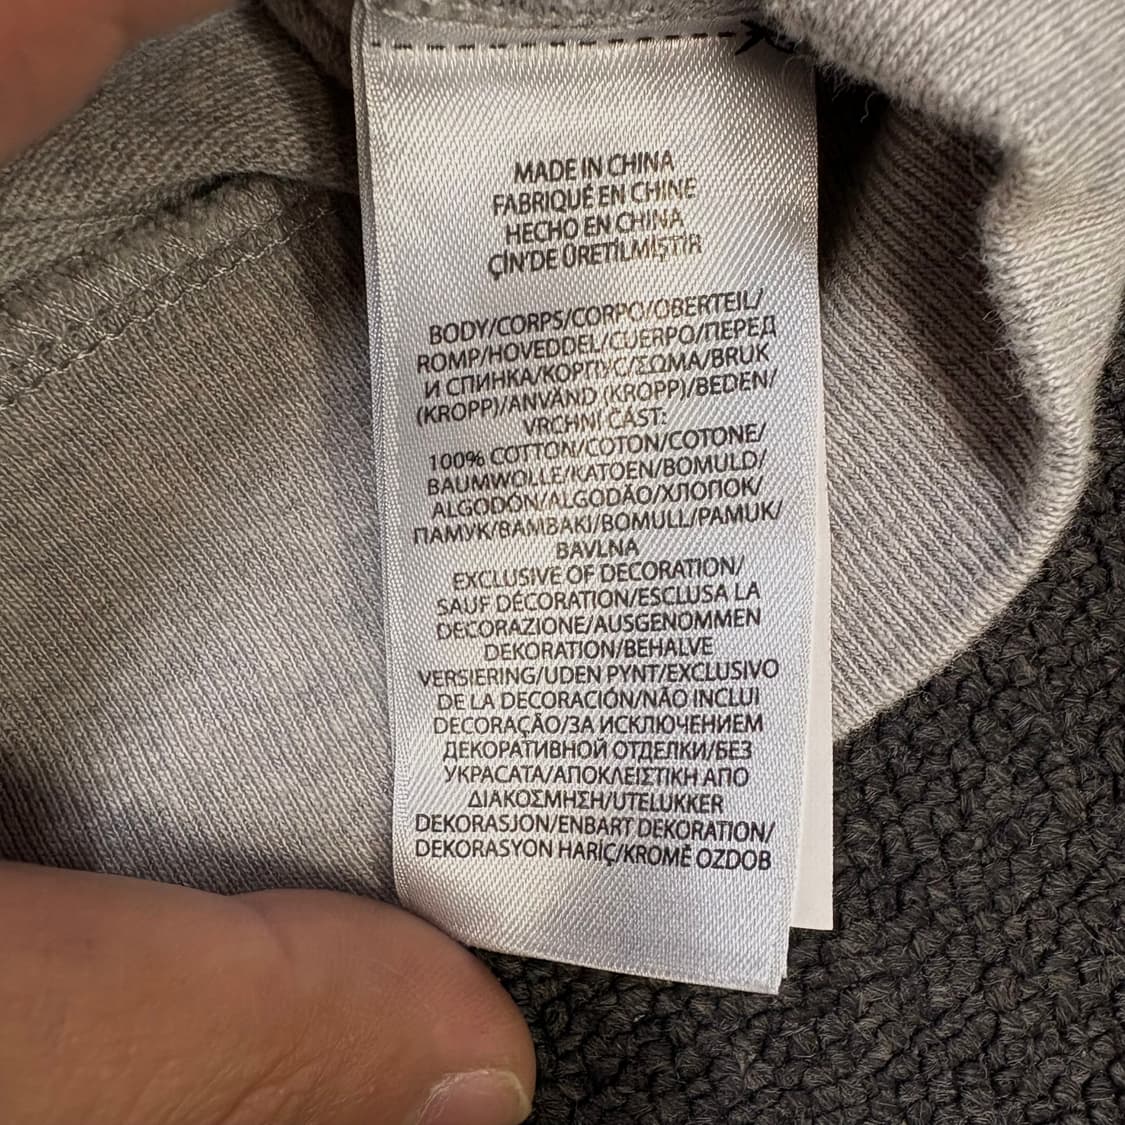 MADE IN CHINA
FABRIQUÉ EN CHINE
HECHO EN CHINA
ÇİN'DE ÜRETİLMİŞTİR
BODY/CORPS/CORPO/OBERTEIL/
ROMP/HOVEDDEL/CUERPO/ПЕРЕД
И СПИНКА/КОРПУС/ΣΩΜΑ/BRUK
(KROPP)/ANVÄND (KROPP)/BEDEN/
VRCHNÍ ČÁST:
100% COTTON/COTON/COTONE/
BAUMWOLLE/KATOEN/BOMULD/
ALGODÓN/ALGODÃO/ХЛОПОК/
ПАМУК/ΒΑΜΒΑΚΙ/BOMULL/PAMUK/
BAVLNA
EXCLUSIVE OF DECORATION/
SAUF DÉCORATION/ESCLUSA LA
DECORAZIONE/AUSGENOMMEN
DEKORATION/BEHALVE
VERSIERING/UDEN PYNT/EXCLUSIVO
DE LA DECORACIÓN/NÃO INCLUI
DECORAÇÃO/ЗА ИСКЛЮЧЕНИЕМ
ДЕКОРАТИВНОЙ ОТДЕЛКИ/БЕЗ
УКРАСАТА/ΑΠΟΚΛΕΙΣΤΙΚΗ ΑΠΟ
ΔΙΑΚΟΣΜΗΣΗ/UTELUKKER
DEKORASJON/ENBART DEKORATION/
DEKORASYON HARİÇ/KROMĚ OZDOB